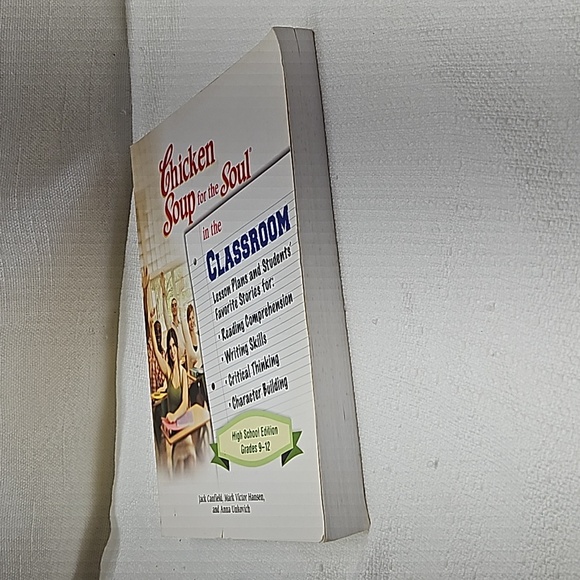 Chicken
Soup for the Soul®
in the
CLASSROOM
Lesson Plans and Students'
Favorite Stories for:
• Reading Comprehension
• Writing Skills
• Critical Thinking
• Character Building
High School Edition
Grades 9-12
Jack Canfield, Mark Victor Hansen,
and Anna Unkovich